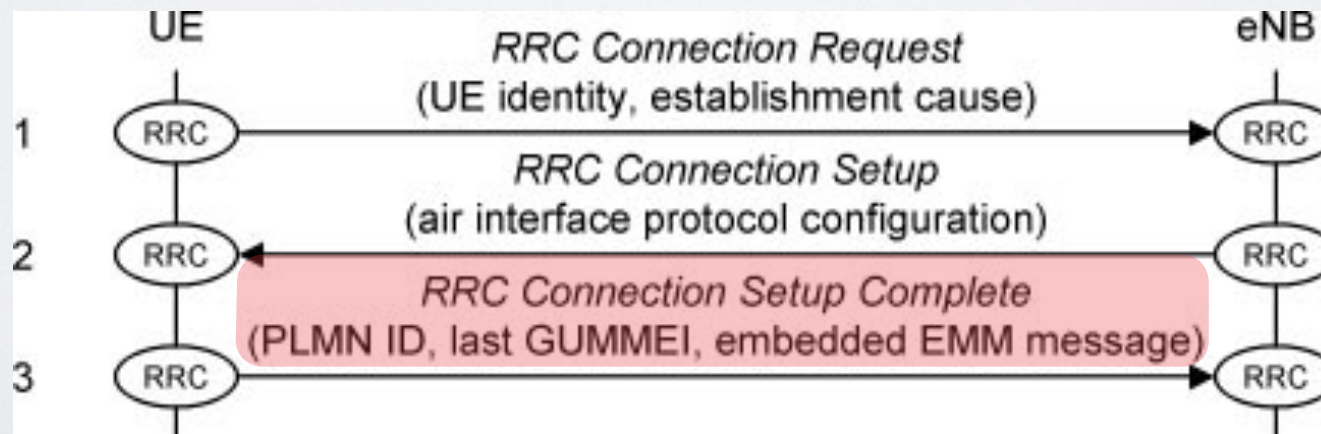 UE
eNB
RRC Connection Request
(UE identity, establishment cause)
1
RRC
RRC
RRC Connection Setup
(air interface protocol configuration)
2
RRC
RRC
RRC Connection Setup Complete
(PLMN ID, last GUMMEI, embedded EMM message)
3
RRC
RRC